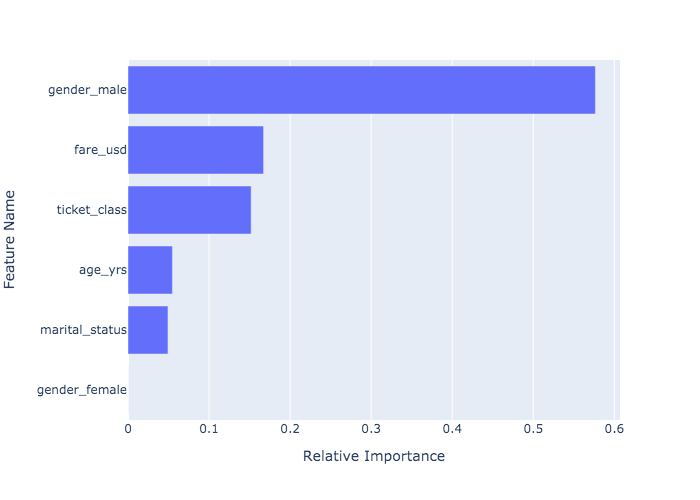 gender_male
fare_usd
ticket_class
age_yrs
marital_status
gender_female
Feature Name
0 0.1 0.2 0.3 0.4 0.5 0.6
Relative Importance